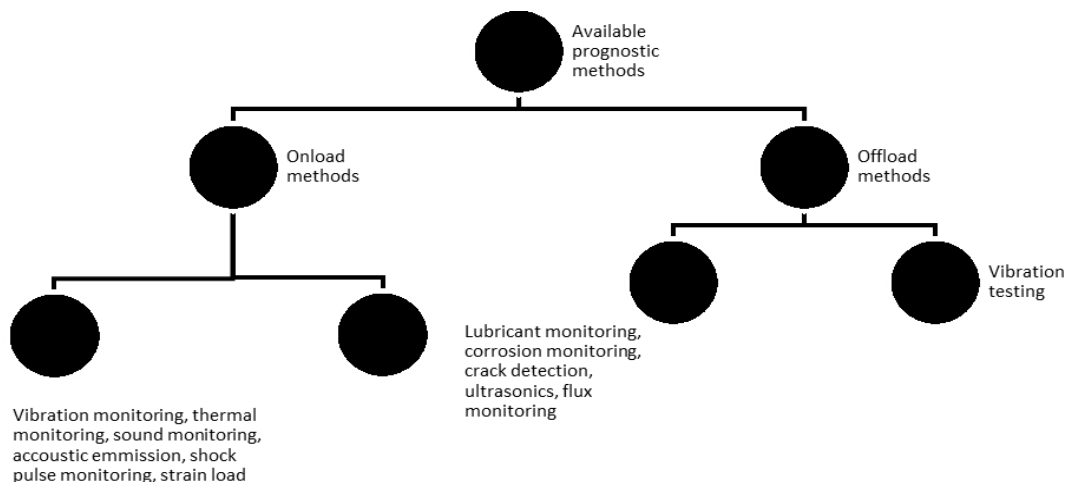 Available
prognostic
methods
Onload
methods
Offload
methods
Vibration
testing
Lubricant monitoring,
corrosion monitoring,
crack detection,
ultrasonics, flux
monitoring
Vibration monitoring, thermal
monitoring, sound monitoring,
accoustic emmission, shock
pulse monitoring, strain load